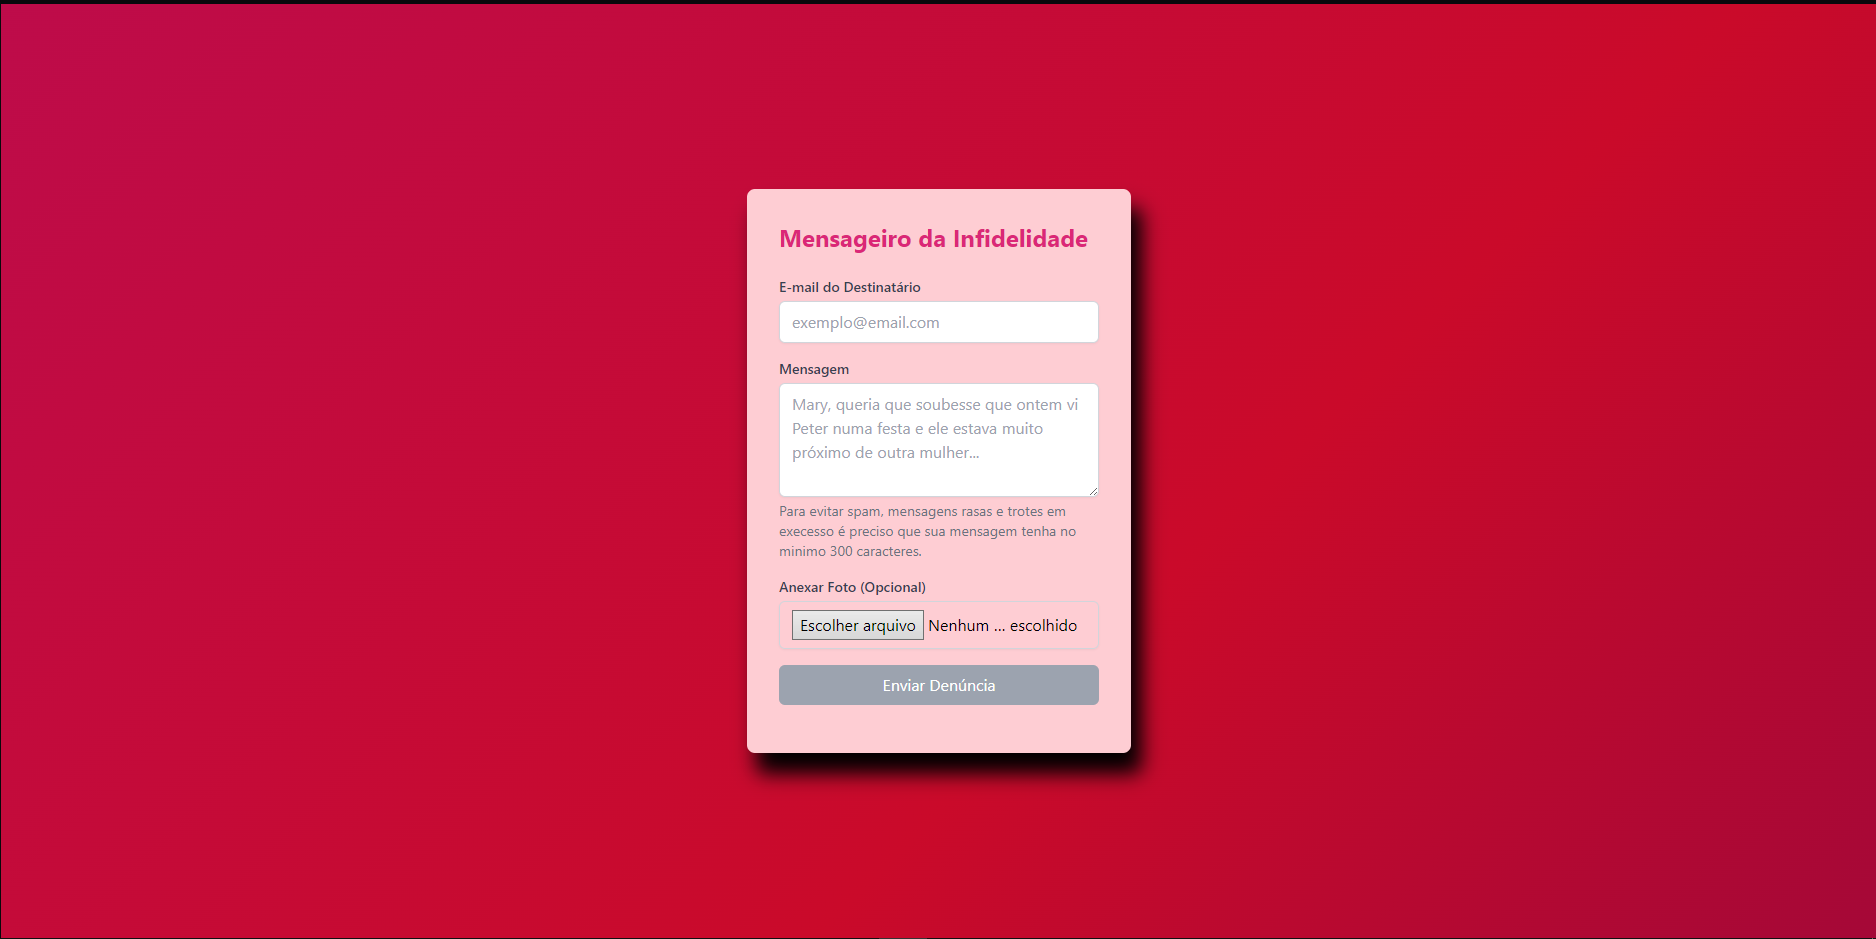 Mensageiro da Infidelidade
E-mail do Destinatário
exemplo@email.com
Mensagem
Mary, queria que soubesse que ontem vi
Peter numa festa e ele estava muito
próximo de outra mulher...
Para evitar spam, mensagens rasas e trotes em
execesso é preciso que sua mensagem tenha no
minimo 300 caracteres.
Anexar Foto (Opcional)
Escolher arquivo Nenhum ... escolhido
Enviar Denúncia